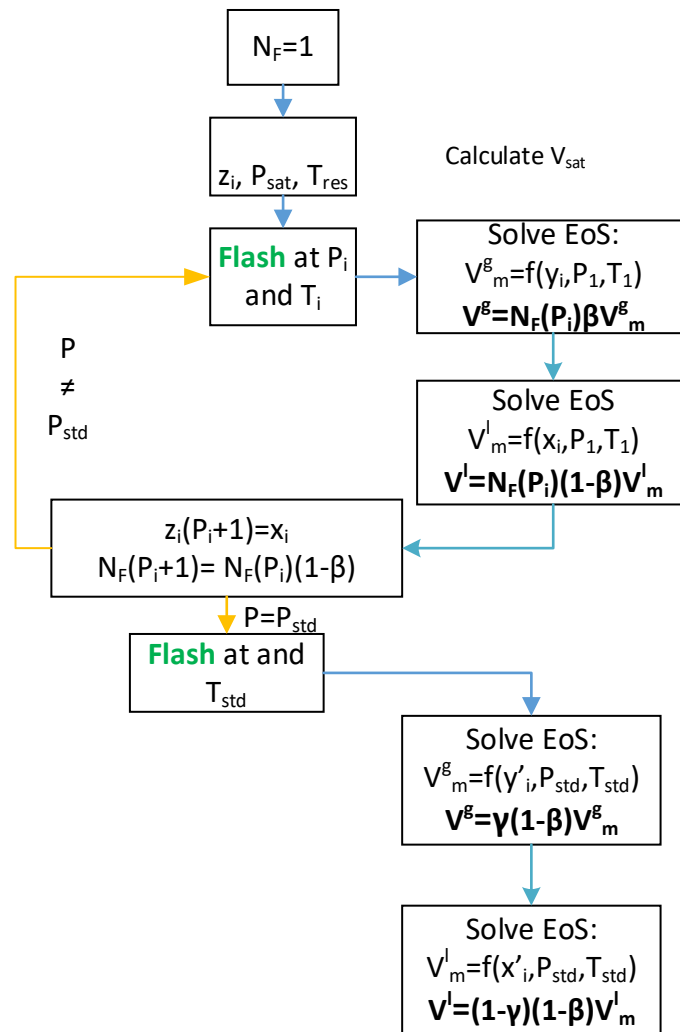 N_F=1
z_i, P_sat, T_res
Calculate V_sat
Flash at P_i
and T_i
Solve EoS:
V^g_m=f(y_i,P_1,T_1)
V^g=N_F(P_i)βV^g_m
Solve EoS
V^l_m=f(x_i,P_1,T_1)
V^l=N_F(P_i)(1-β)V^l_m
P
≠
P_std
z_i(P_i+1)=x_i
N_F(P_i+1)= N_F(P_i)(1-β)
P=P_std
Flash at and
T_std
Solve EoS:
V^g_m=f(y'_i,P_std,T_std)
V^g=γ(1-β)V^g_m
Solve EoS:
V^l_m=f(x'_i,P_std,T_std)
V^l=(1-γ)(1-β)V^l_m